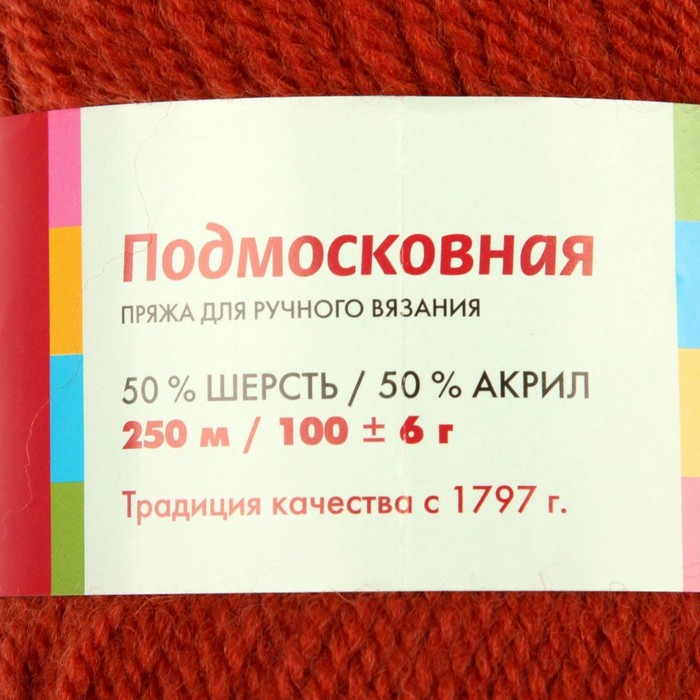 Подмосковная
ПРЯЖА ДЛЯ РУЧНОГО ВЯЗАНИЯ
50 % ШЕРСТЬ / 50 % АКРИЛ
250 м / 100 ± 6 г
Традиция качества с 1797 г.